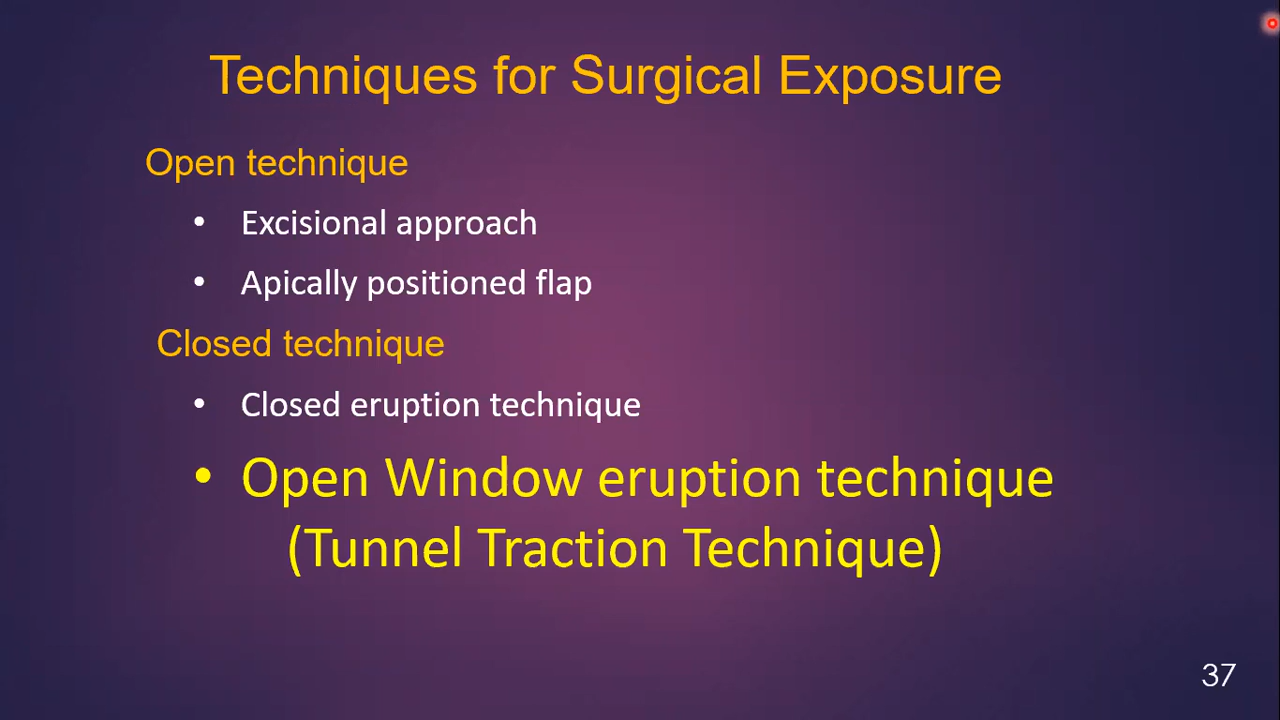 Techniques for Surgical Exposure
Open technique
• Excisional approach
• Apically positioned flap
Closed technique
• Closed eruption technique
• Open Window eruption technique
(Tunnel Traction Technique)
37